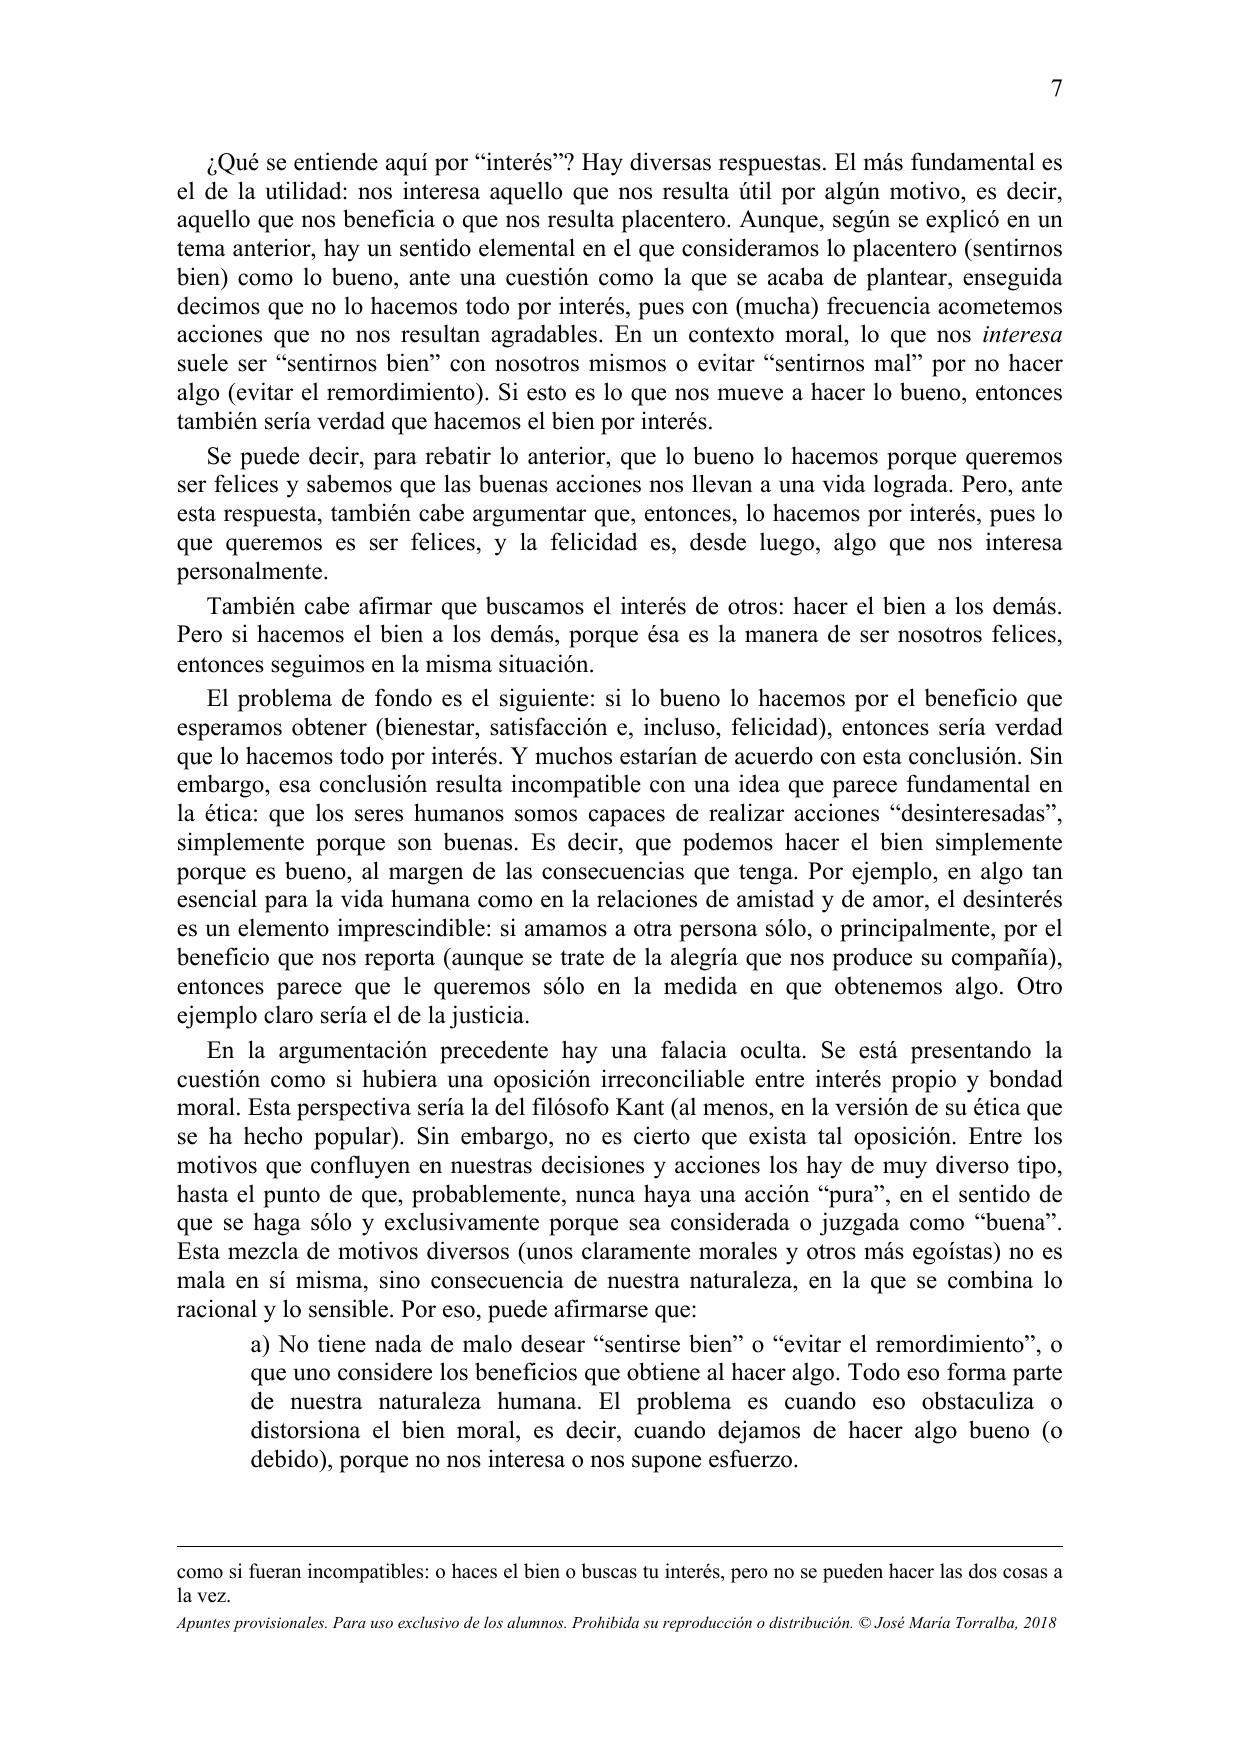 7
¿Qué se entiende aquí por “interés”? Hay diversas respuestas. El más fundamental es
el de la utilidad: nos interesa aquello que nos resulta útil por algún motivo, es decir,
aquello que nos beneficia o que nos resulta placentero. Aunque, según se explicó en un
tema anterior, hay un sentido elemental en el que consideramos lo placentero (sentirnos
bien) como lo bueno, ante una cuestión como la que se acaba de plantear, enseguida
decimos que no lo hacemos todo por interés, pues con (mucha) frecuencia acometemos
acciones que no nos resultan agradables. En un contexto moral, lo que nos interesa
suele ser “sentirnos bien” con nosotros mismos o evitar “sentirnos mal” por no hacer
algo (evitar el remordimiento). Si esto es lo que nos mueve a hacer lo bueno, entonces
también sería verdad que hacemos el bien por interés.
Se puede decir, para rebatir lo anterior, que lo bueno lo hacemos porque queremos
ser felices y sabemos que las buenas acciones nos llevan a una vida lograda. Pero, ante
esta respuesta, también cabe argumentar que, entonces, lo hacemos por interés, pues lo
que queremos es ser felices, y la felicidad es, desde luego, algo que nos interesa
personalmente.
También cabe afirmar que buscamos el interés de otros: hacer el bien a los demás.
Pero si hacemos el bien a los demás, porque ésa es la manera de ser nosotros felices,
entonces seguimos en la misma situación.
El problema de fondo es el siguiente: si lo bueno lo hacemos por el beneficio que
esperamos obtener (bienestar, satisfacción e, incluso, felicidad), entonces sería verdad
que lo hacemos todo por interés. Y muchos estarían de acuerdo con esta conclusión. Sin
embargo, esa conclusión resulta incompatible con una idea que parece fundamental en
la ética: que los seres humanos somos capaces de realizar acciones “desinteresadas”,
simplemente porque son buenas. Es decir, que podemos hacer el bien simplemente
porque es bueno, al margen de las consecuencias que tenga. Por ejemplo, en algo tan
esencial para la vida humana como en la relaciones de amistad y de amor, el desinterés
es un elemento imprescindible: si amamos a otra persona sólo, o principalmente, por el
beneficio que nos reporta (aunque se trate de la alegría que nos produce su compañía),
entonces parece que le queremos sólo en la medida en que obtenemos algo. Otro
ejemplo claro sería el de la justicia.
En la argumentación precedente hay una falacia oculta. Se está presentando la
cuestión como si hubiera una oposición irreconciliable entre interés propio y bondad
moral. Esta perspectiva sería la del filósofo Kant (al menos, en la versión de su ética que
se ha hecho popular). Sin embargo, no es cierto que exista tal oposición. Entre los
motivos que confluyen en nuestras decisiones y acciones los hay de muy diverso tipo,
hasta el punto de que, probablemente, nunca haya una acción “pura”, en el sentido de
que se haga sólo y exclusivamente porque sea considerada o juzgada como “buena”.
Esta mezcla de motivos diversos (unos claramente morales y otros más egoístas) no es
mala en sí misma, sino consecuencia de nuestra naturaleza, en la que se combina lo
racional y lo sensible. Por eso, puede afirmarse que:
a) No tiene nada de malo desear “sentirse bien” o “evitar el remordimiento”, o
que uno considere los beneficios que obtiene al hacer algo. Todo eso forma parte
de nuestra naturaleza humana. El problema es cuando eso obstaculiza o
distorsiona el bien moral, es decir, cuando dejamos de hacer algo bueno (o
debido), porque no nos interesa o nos supone esfuerzo.
como si fueran incompatibles: o haces el bien o buscas tu interés, pero no se pueden hacer las dos cosas a
la vez.
Apuntes provisionales. Para uso exclusivo de los alumnos. Prohibida su reproducción o distribución. © José María Torralba, 2018